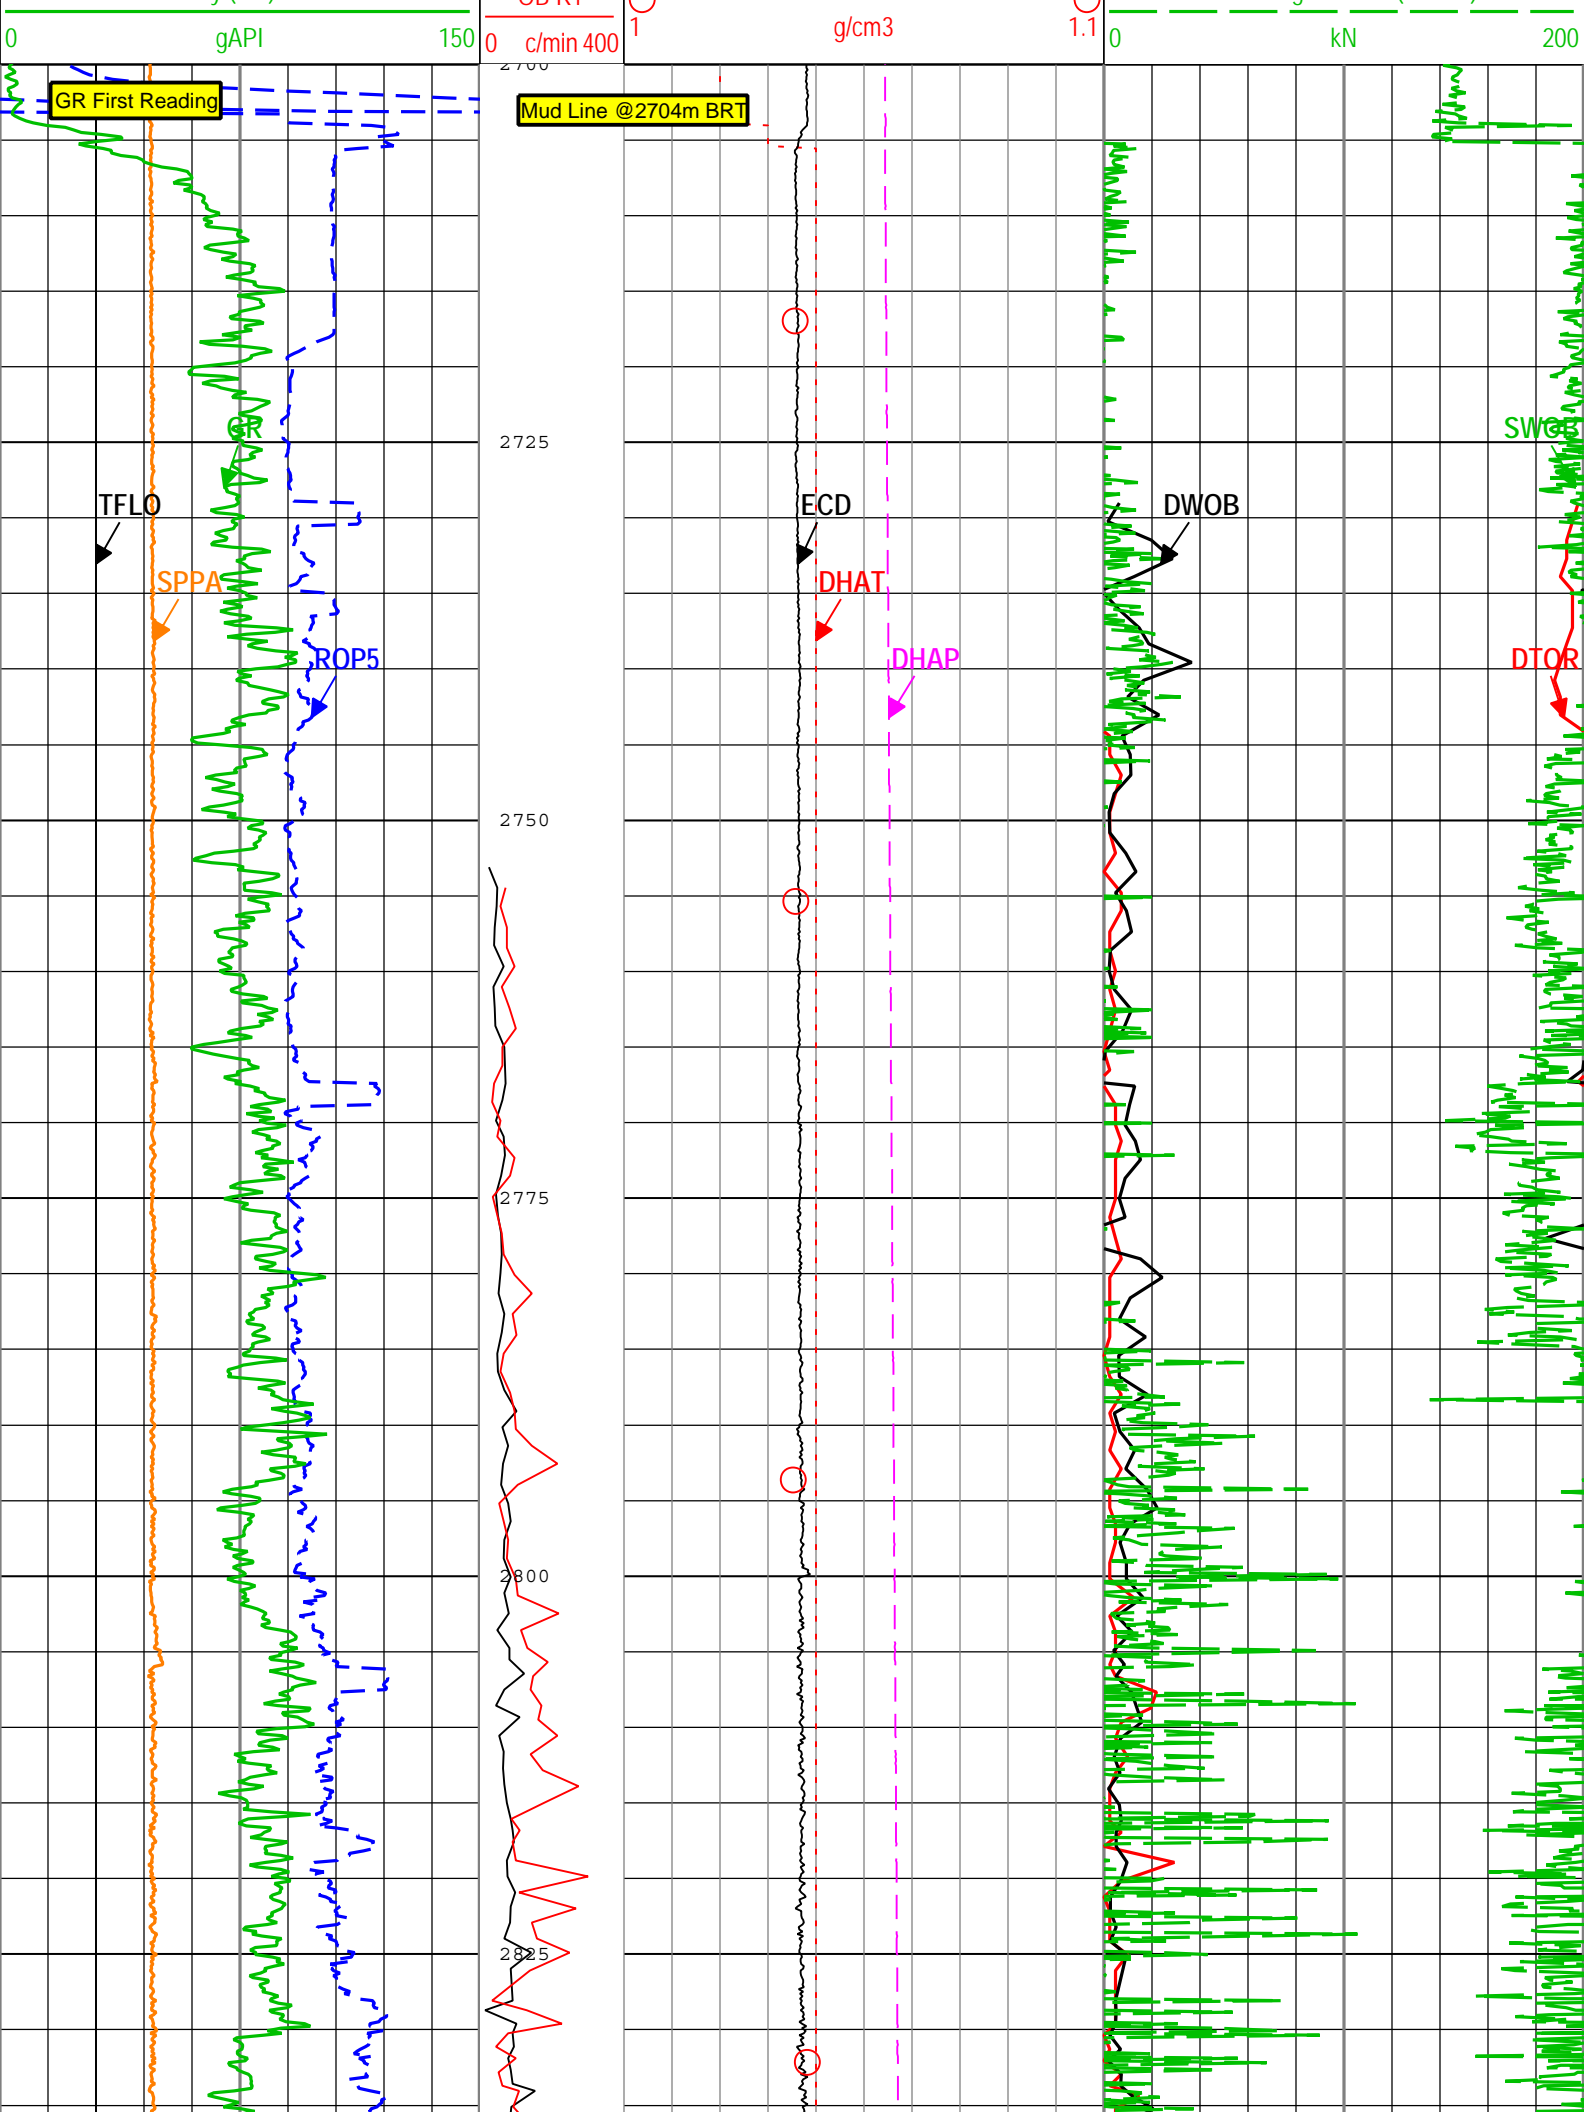 0 gAPI 150
0 c/min 400
1 g/cm3 1.1
0 kN 200
2700
GR First Reading
Mud Line @2704m BRT
GR
2725
SWOB
TFLO
ECD
DWOB
SPPA
DHAT
ROP5
DHAP
DTOR
2750
2775
2800
2825